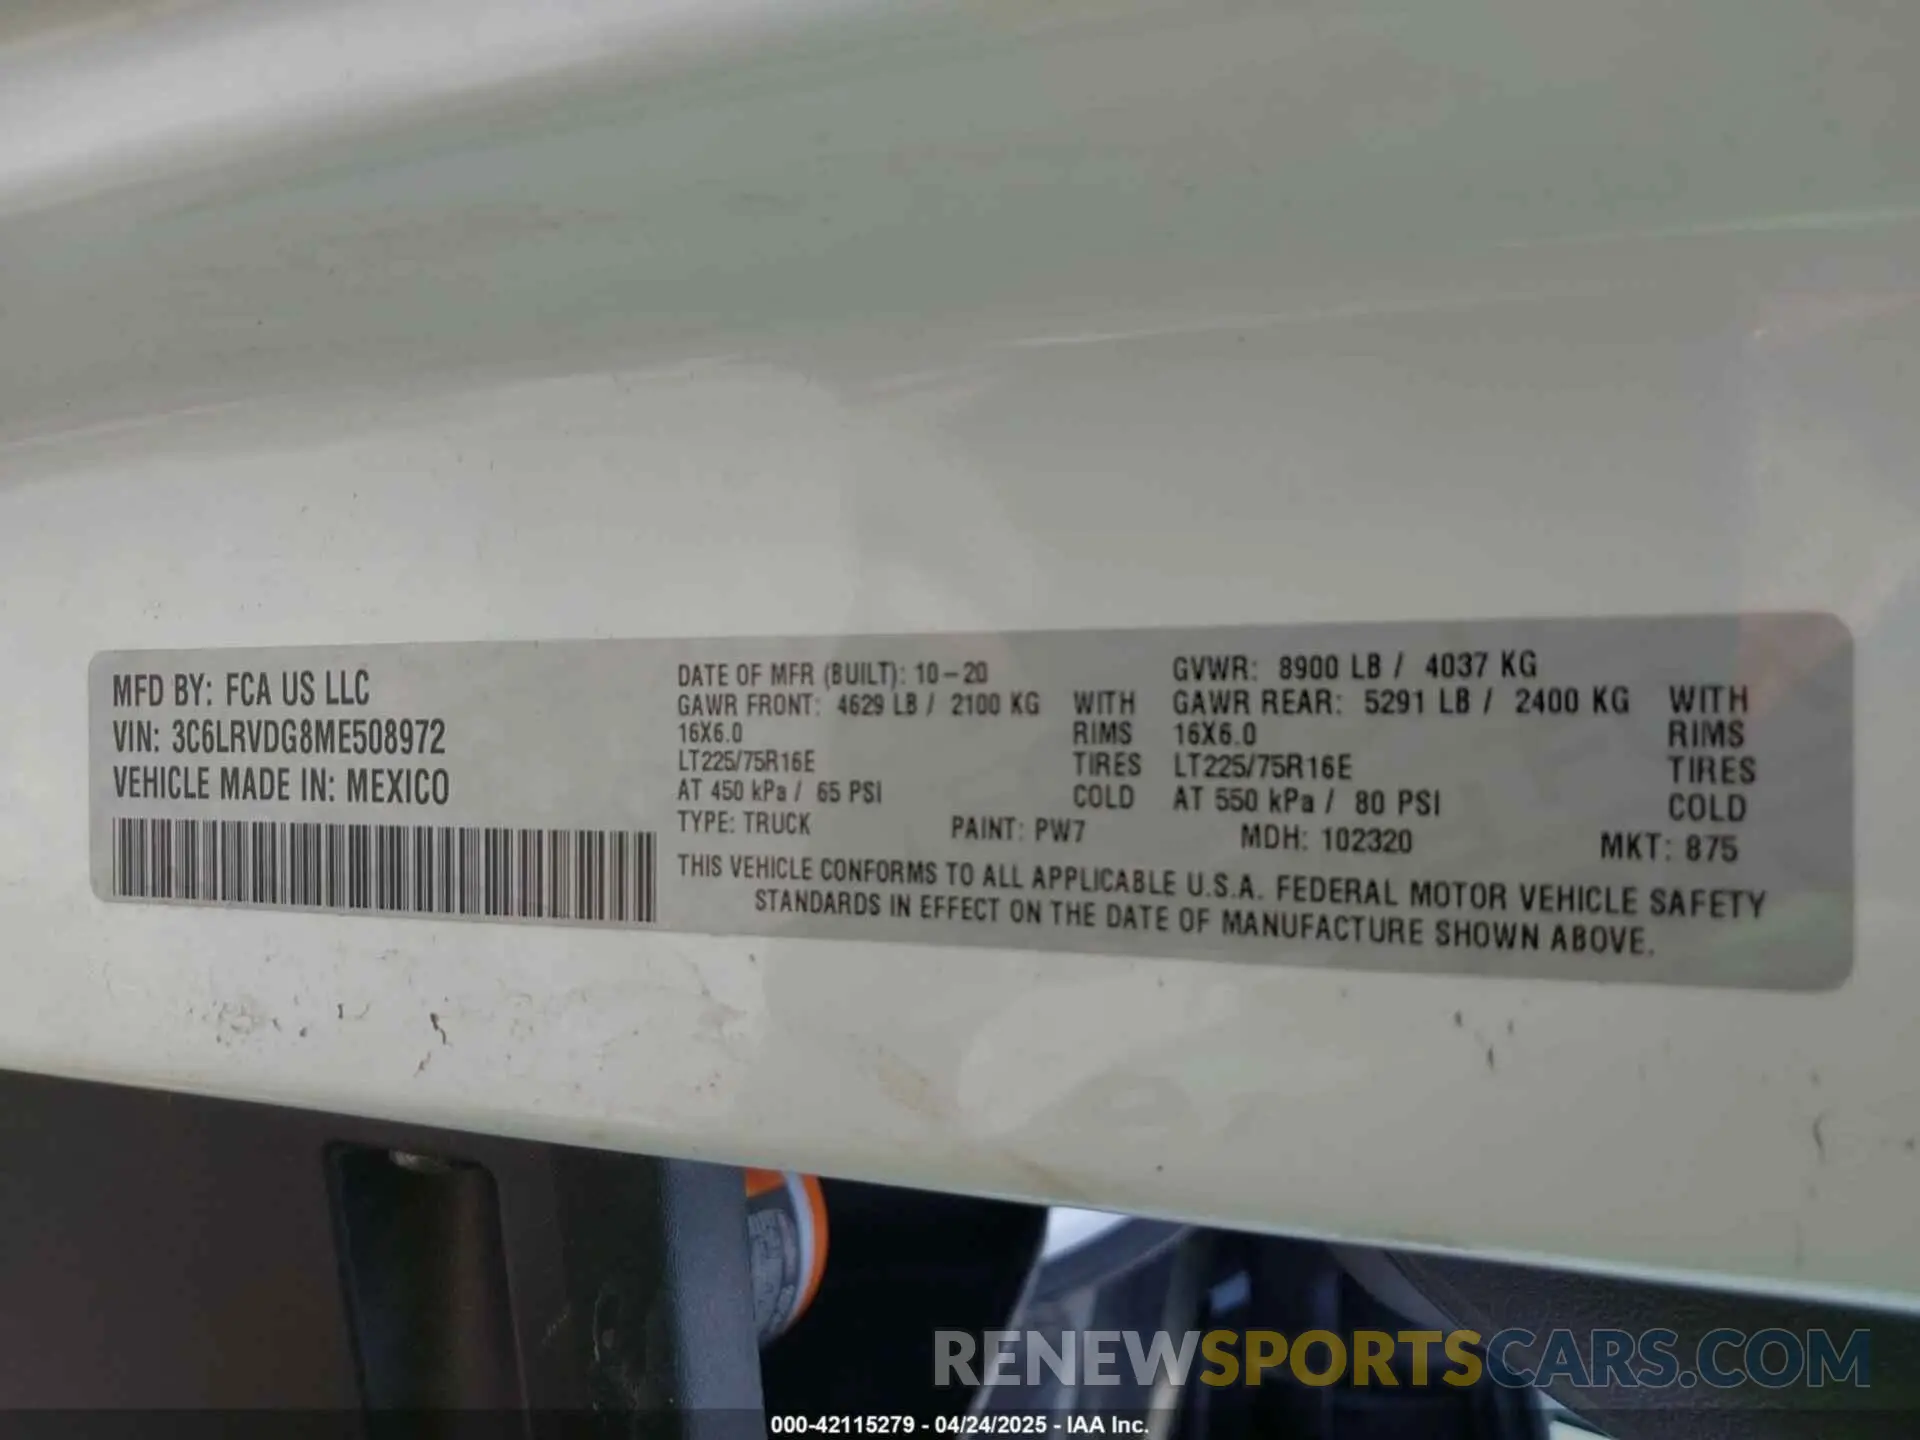 MFD BY: FCA US LLC
VIN: 3C6LRVDG8ME508972
VEHICLE MADE IN: MEXICO
DATE OF MFR (BUILT): 10-20 GVWR: 8900 LB / 4037 KG
GAWR FRONT: 4629 LB / 2100 KG WITH GAWR REAR: 5291 LB / 2400 KG WITH
16X6.0 RIMS 16X6.0 RIMS
LT225/75R16E TIRES LT225/75R16E TIRES
AT 450 kPa / 65 PSI COLD AT 550 kPa / 80 PSI COLD
TYPE: TRUCK PAINT: PW7 MDH: 102320 MKT: 875
THIS VEHICLE CONFORMS TO ALL APPLICABLE U.S.A. FEDERAL MOTOR VEHICLE SAFETY
STANDARDS IN EFFECT ON THE DATE OF MANUFACTURE SHOWN ABOVE.
RENEWSPORTSCARS.COM
000-42115279 - 04/24/2025 - IAA Inc.